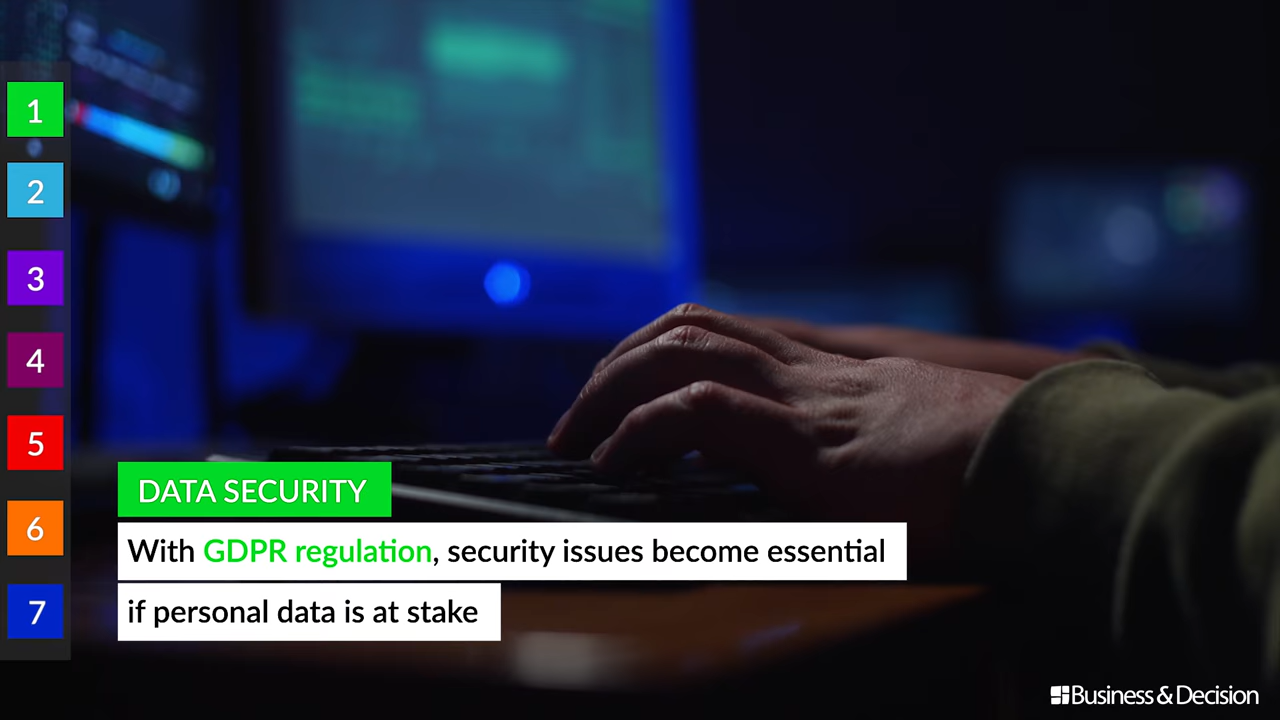 1
2
3
4
5
6
7
DATA SECURITY
With GDPR regulation, security issues become essential
if personal data is at stake
Business & Decision